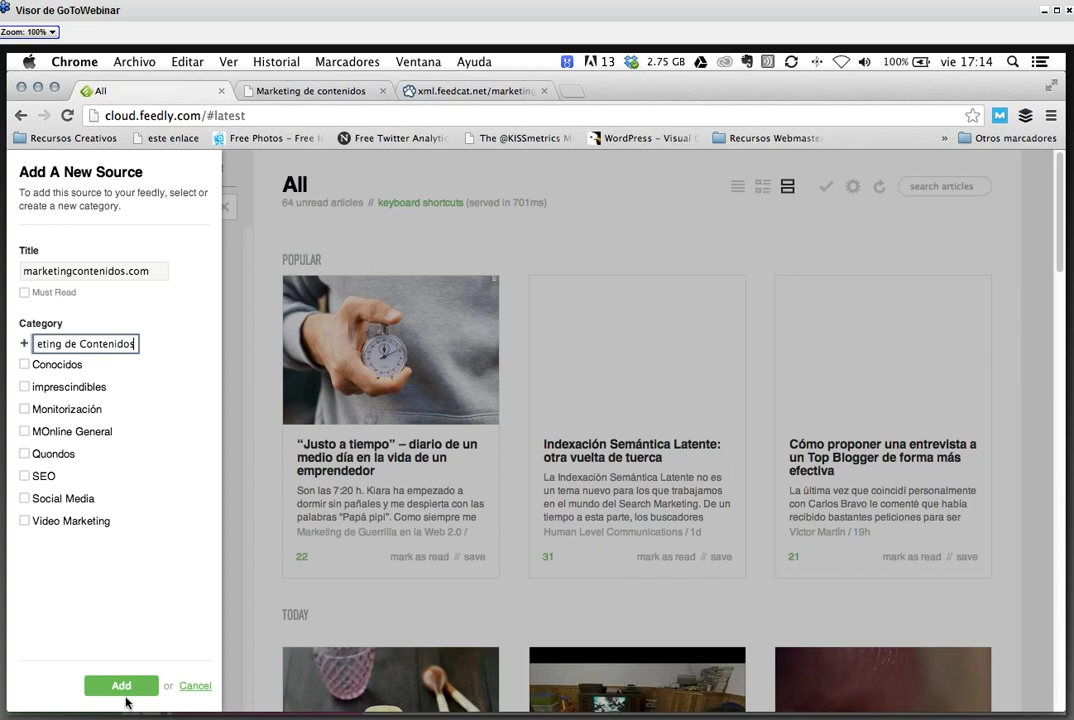 Visor de GoToWebinar
Zoom: 100%
Chrome Archivo Editar Ver Historial Marcadores Ventana Ayuda 13 2.75 GB 100% vie 17:14
All Marketing de contenidos xml.feedcat.net/marketing
cloud.feedly.com/#latest
Recursos Creativos este enlace Free Photos – Free Free Twitter Analytic The @KISSmetrics WordPress – Visual Recursos Webmaste » Otros marcadores
Add A New Source
To add this source to your feedly, select or
create a new category.
Title
marketingcontenidos.com
Must Read
Category
+ eting de Contenidos
Conocidos
imprescindibles
Monitorización
MOnline General
Quondos
SEO
Social Media
Video Marketing
Add or Cancel
All
64 unread articles // keyboard shortcuts (served in 701ms)
search articles
POPULAR
“Justo a tiempo” – diario de un
medio día en la vida de un
emprendedor
Son las 7:20 h. Kiara ha empezado a
dormir sin pañales y me despierta con las
palabras "Papá pipi". Como siempre me
Marketing de Guerrilla en la Web 2.0 /
22 mark as read // save
Indexación Semántica Latente:
otra vuelta de tuerca
La Indexación Semántica Latente no es
un tema nuevo para los que trabajamos
en el mundo del Search Marketing. De un
tiempo a esta parte, los buscadores
Human Level Communications / 1d
31 mark as read // save
Cómo proponer una entrevista a
un Top Blogger de forma más
efectiva
La última vez que coincidí personalmente
con Carlos Bravo le comenté que había
recibido bastantes peticiones para ser
Victor Martín / 19h
21 mark as read // save
TODAY